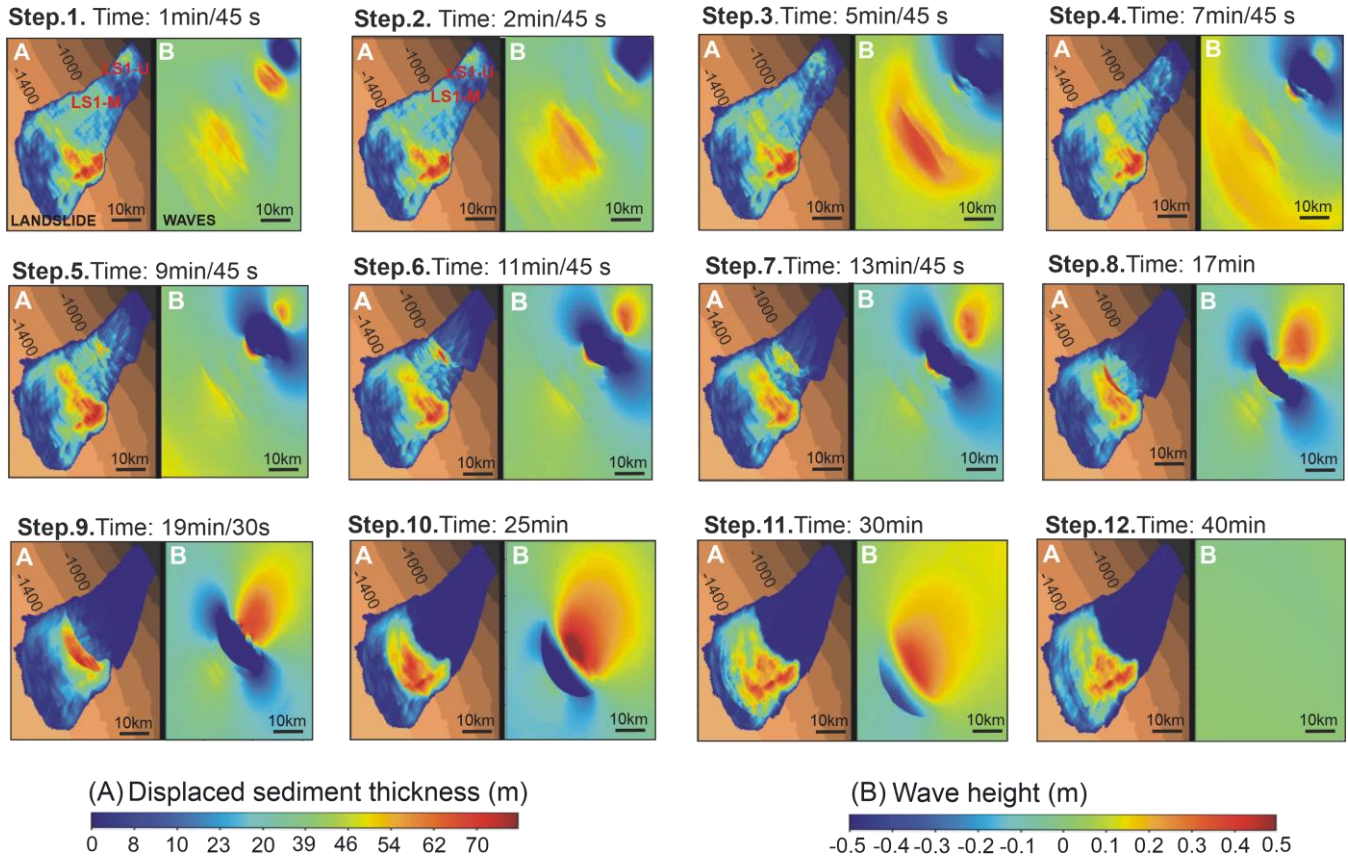 Step.1. Time: 1min/45 s
A
B
-1000
-1400
LS1-U
LS1-M
LANDSLIDE
10km
WAVES
10km
Step.2. Time: 2min/45 s
A
B
-1000
-1400
LS1-U
LS1-M
10km
10km
Step.3. Time: 5min/45 s
A
B
-1000
-1400
10km
10km
Step.4. Time: 7min/45 s
A
B
-1000
-1400
10km
10km
Step.5.Time: 9min/45 s
A
B
-1000
-1400
10km
10km
Step.6. Time: 11min/45 s
A
B
-1000
-1400
10km
10km
Step.7. Time: 13min/45 s
A
B
-1000
-1400
10km
10km
Step.8.Time: 17min
A
B
-1000
-1400
10km
10km
Step.9.Time: 19min/30s
A
B
-1000
-1400
10km
10km
Step.10.Time: 25min
A
B
-1000
-1400
10km
10km
Step.11.Time: 30min
A
B
-1000
-1400
10km
10km
Step.12.Time: 40min
A
B
-1000
-1400
10km
10km
(A) Displaced sediment thickness (m)
0 8 10 23 20 39 46 54 62 70
(B) Wave height (m)
-0.5 -0.4 -0.3 -0.2 -0.1 0 0.1 0.2 0.3 0.4 0.5